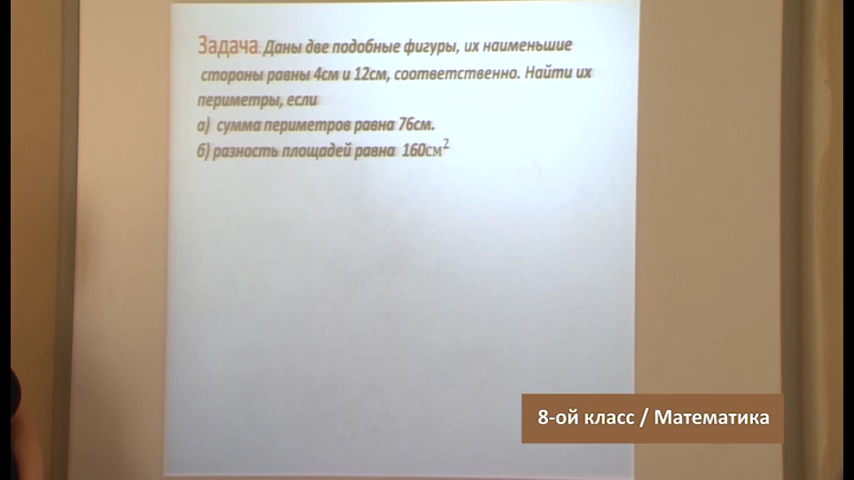 Задача. Даны две подобные фигуры, их наименьшие
стороны равны 4см и 12см, соответственно. Найти их
периметры, если
а) сумма периметров равна 76см.
б) разность площадей равна 160см²
8-ой класс / Математика